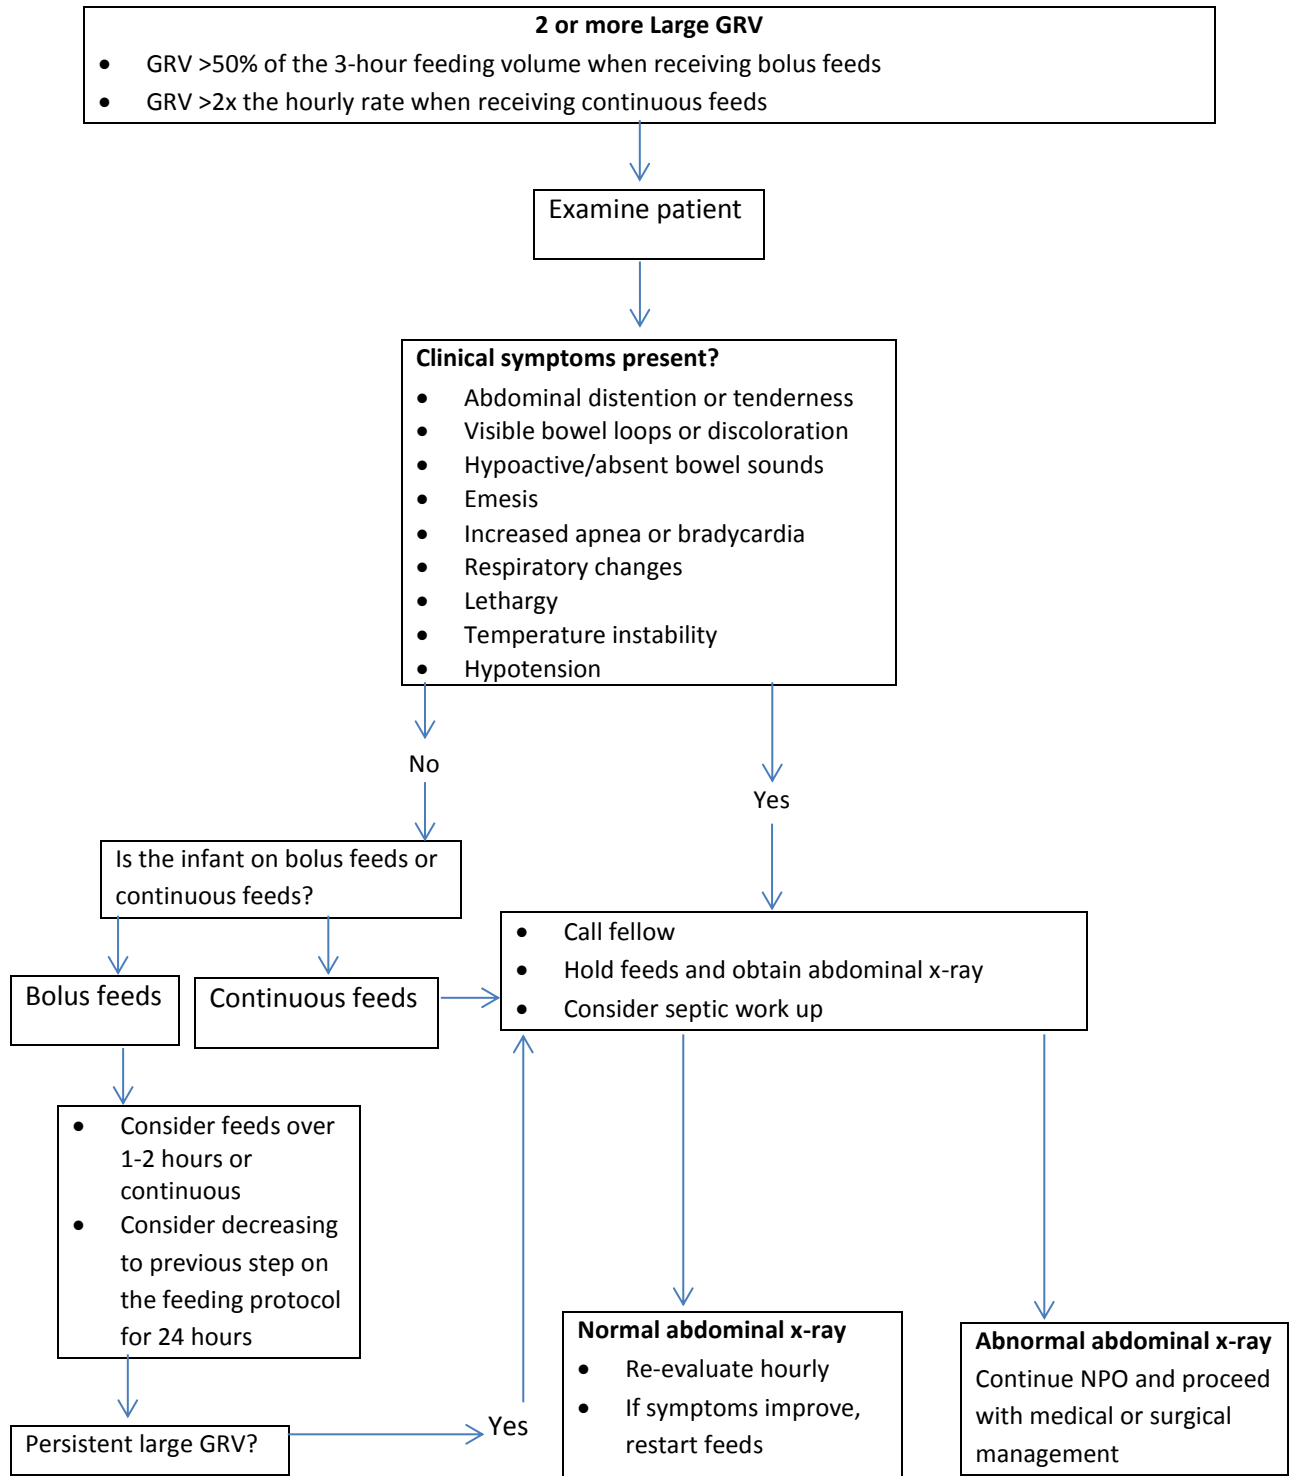 2 or more Large GRV
• GRV >50% of the 3-hour feeding volume when receiving bolus feeds
• GRV >2x the hourly rate when receiving continuous feeds
Examine patient
Clinical symptoms present?
• Abdominal distention or tenderness
• Visible bowel loops or discoloration
• Hypoactive/absent bowel sounds
• Emesis
• Increased apnea or bradycardia
• Respiratory changes
• Lethargy
• Temperature instability
• Hypotension
No
Yes
Is the infant on bolus feeds or
continuous feeds?
Bolus feeds
Continuous feeds
• Call fellow
• Hold feeds and obtain abdominal x-ray
• Consider septic work up
• Consider feeds over
1-2 hours or
continuous
• Consider decreasing
to previous step on
the feeding protocol
for 24 hours
Persistent large GRV?
Yes
Normal abdominal x-ray
• Re-evaluate hourly
• If symptoms improve,
restart feeds
Abnormal abdominal x-ray
Continue NPO and proceed
with medical or surgical
management